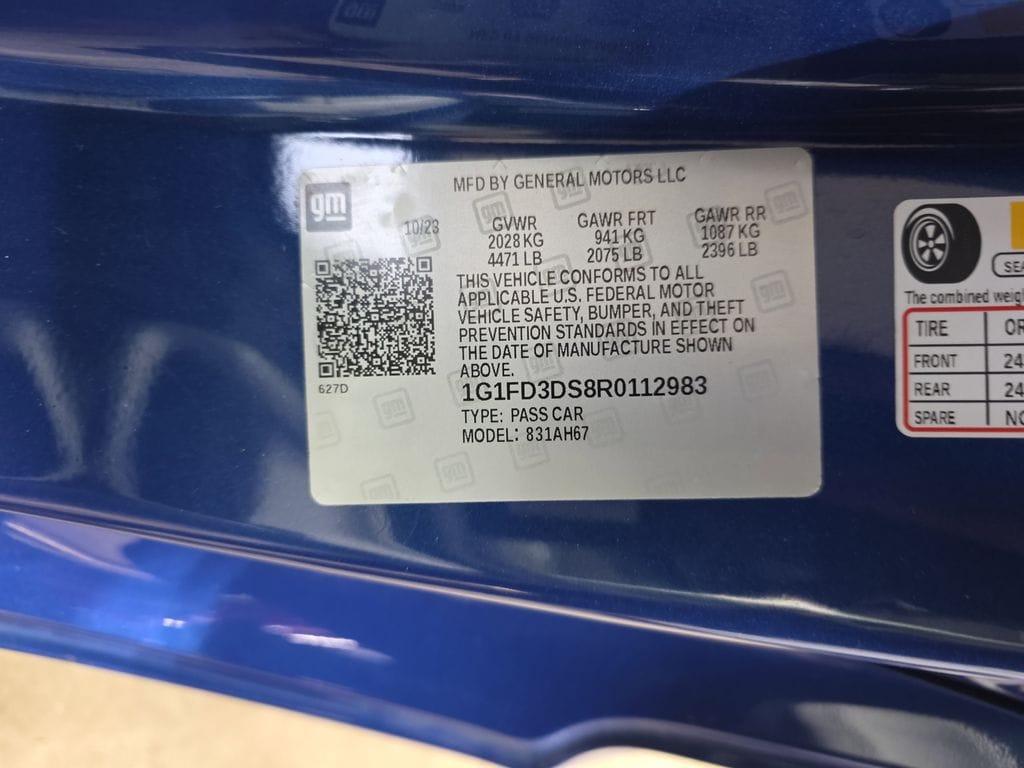 gm
MFD BY GENERAL MOTORS LLC
10/23
GVWR GAWR FRT GAWR RR
2028 KG 941 KG 1087 KG
4471 LB 2075 LB 2396 LB
THIS VEHICLE CONFORMS TO ALL
APPLICABLE U.S. FEDERAL MOTOR
VEHICLE SAFETY, BUMPER, AND THEFT
PREVENTION STANDARDS IN EFFECT ON
THE DATE OF MANUFACTURE SHOWN
ABOVE.
627D
1G1FD3DS8R0112983
TYPE: PASS CAR
MODEL: 831AH67
The combined
TIRE
FRONT 24
REAR 24
SPARE